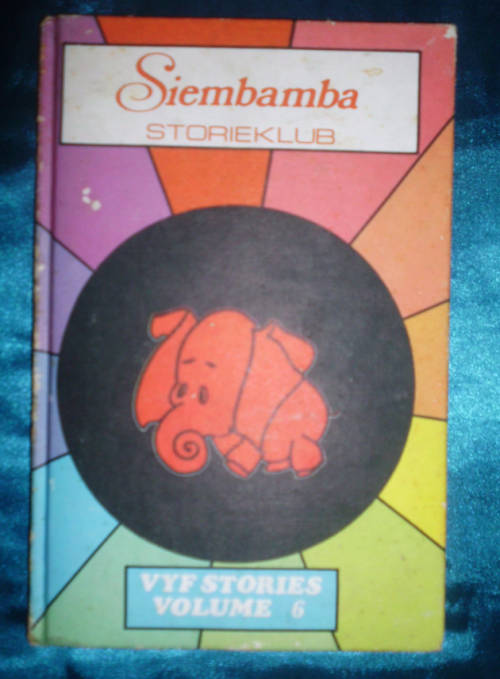 Siembamba
STORIEKLUB
VYF STORIES
VOLUME 6